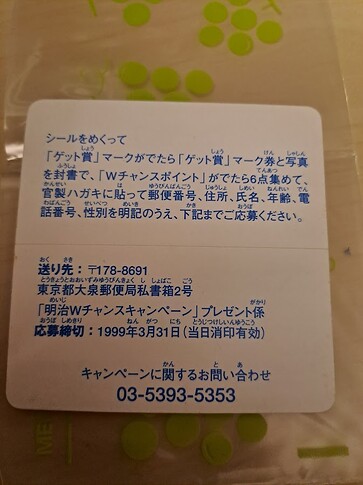 シールをめくって
「ゲット賞」マークがでたら「ゲット賞」マーク券と写真
を封書で、「Wチャンスポイント」がでたら6点集めて、
官製ハガキに貼って郵便番号、住所、氏名、年齢、電
話番号、性別を明記のうえ、下記までご応募ください。
送り先：〒178-8691
東京都大泉郵便局私書箱2号
「明治Wチャンスキャンペーン」プレゼント係
応募締切：1999年3月31日（当日消印有効）
キャンペーンに関するお問い合わせ
03-5393-5353
ME